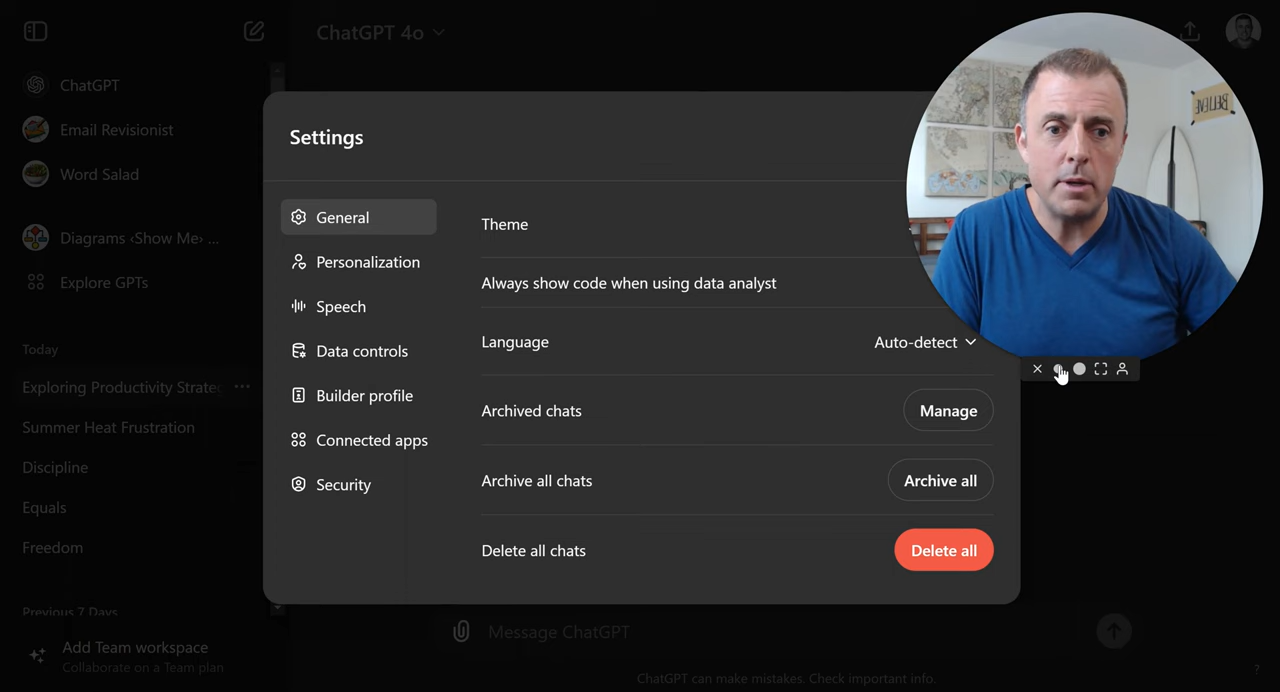 ChatGPT 4o
ChatGPT
Email Revisionist
Word Salad
Diagrams ‹Show Me› ...
Explore GPTs
Today
Exploring Productivity Strate
Summer Heat Frustration
Discipline
Equals
Freedom
Previous 7 Days
Add Team workspace
Collaborate on a Team plan
Settings
General
Personalization
Speech
Data controls
Builder profile
Connected apps
Security
Theme
Always show code when using data analyst
Language
Auto-detect
Archived chats
Manage
Archive all chats
Archive all
Delete all chats
Delete all
BELIEVE
Message ChatGPT
ChatGPT can make mistakes. Check important info.
?